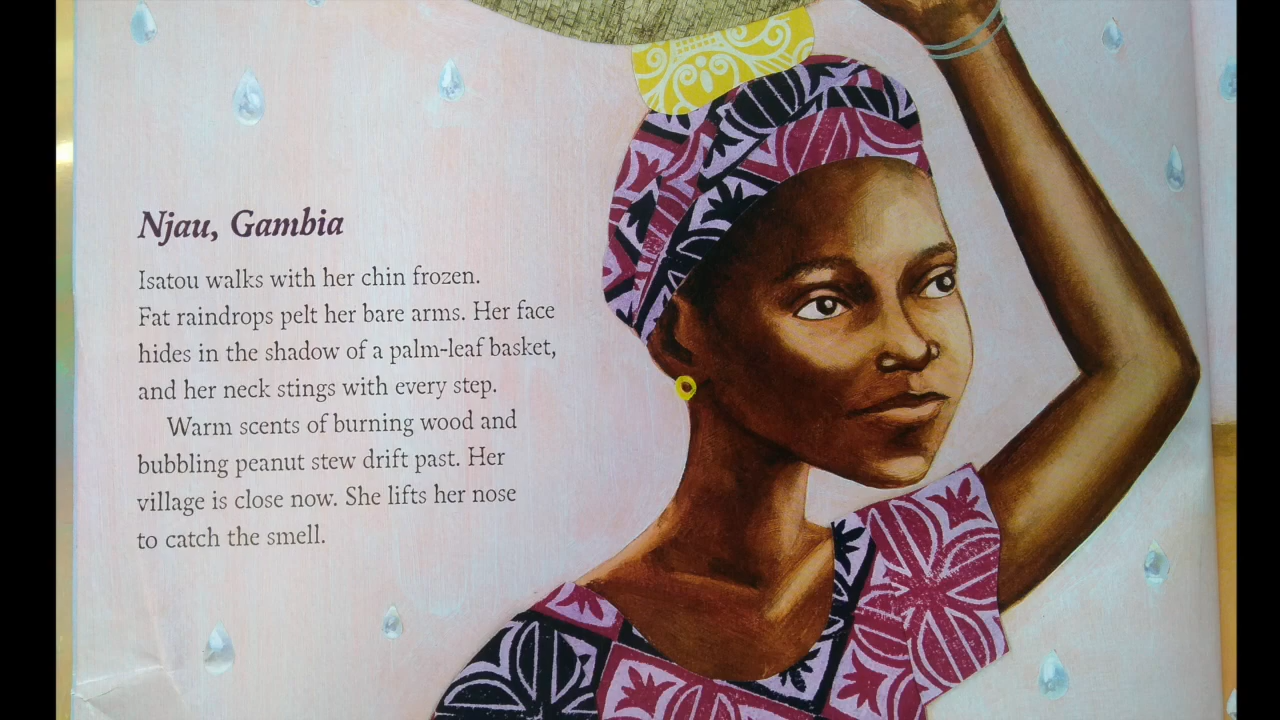 Njau, Gambia
Isatou walks with her chin frozen.
Fat raindrops pelt her bare arms. Her face
hides in the shadow of a palm-leaf basket,
and her neck stings with every step.
Warm scents of burning wood and
bubbling peanut stew drift past. Her
village is close now. She lifts her nose
to catch the smell.